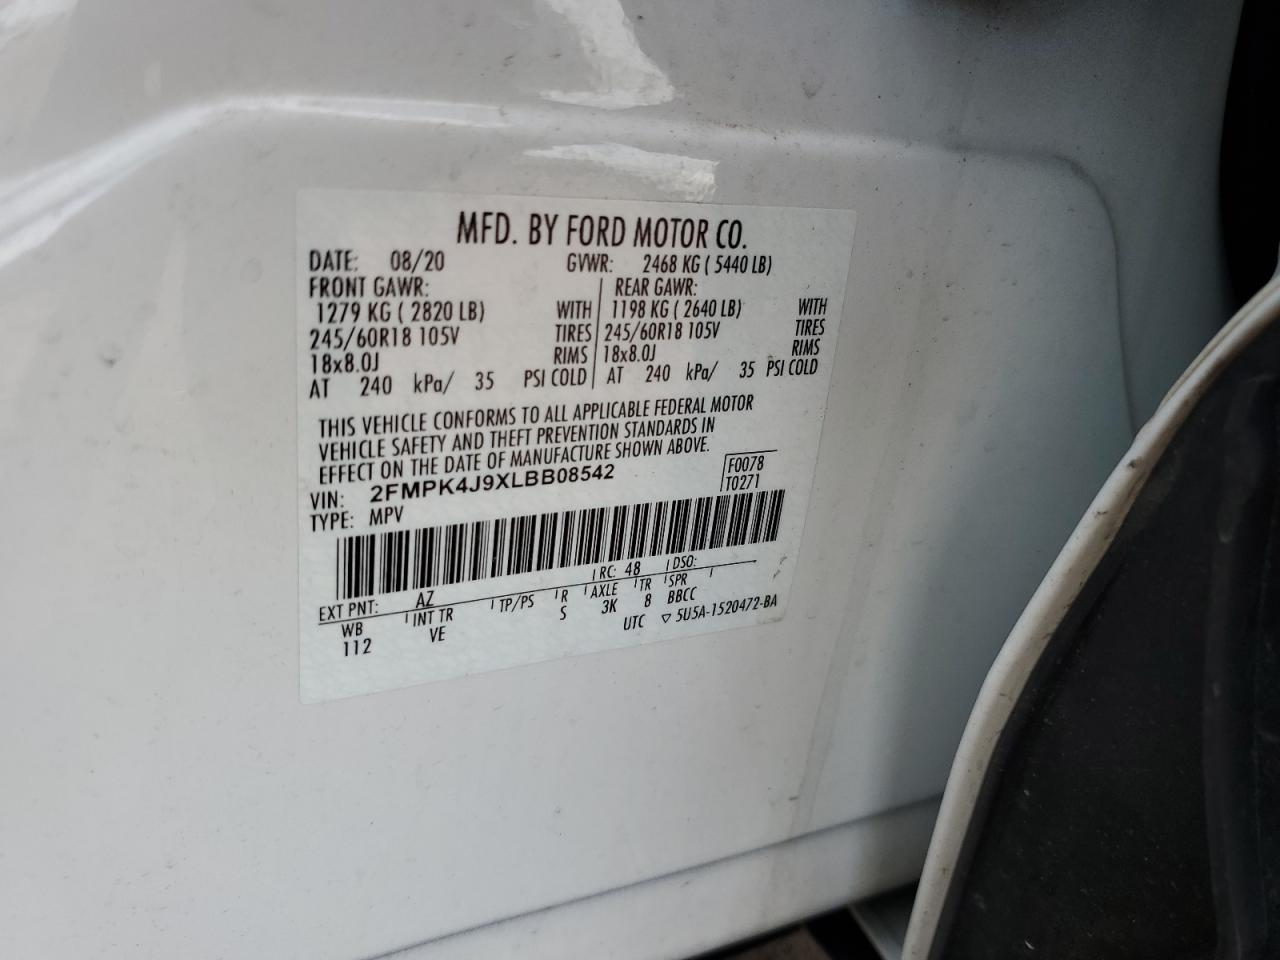 MFD. BY FORD MOTOR CO.
DATE: 08/20 GVWR: 2468 KG ( 5440 LB)
FRONT GAWR: REAR GAWR:
1279 KG ( 2820 LB) WITH 1198 KG ( 2640 LB) WITH
245/60R18 105V TIRES 245/60R18 105V TIRES
18x8.0J RIMS 18x8.0J RIMS
AT 240 kPa/ 35 PSI COLD AT 240 kPa/ 35 PSI COLD
THIS VEHICLE CONFORMS TO ALL APPLICABLE FEDERAL MOTOR
VEHICLE SAFETY AND THEFT PREVENTION STANDARDS IN
EFFECT ON THE DATE OF MANUFACTURE SHOWN ABOVE.
VIN: 2FMPK4J9XLBB08542 F0078
TYPE: MPV T0271
EXT PNT: AZ RC: 48 DSO:
WB INT TR TP/PS R AXLE TR SPR
112 VE S 3K 8 BBCC
UTC ▽ 5U5A-1520472-BA